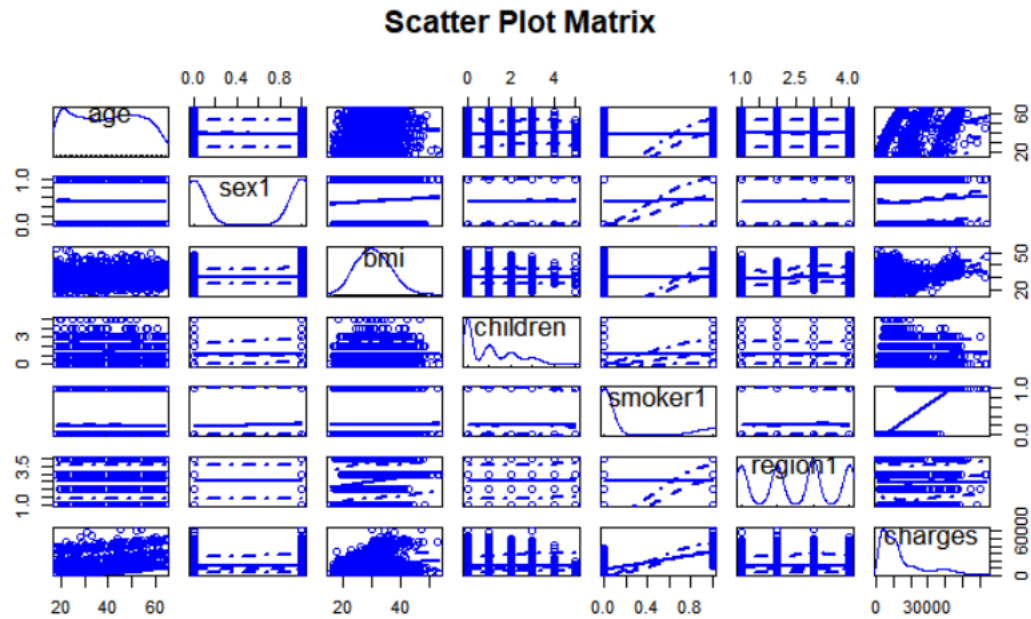 Scatter Plot Matrix
0.0 0.4 0.8 0 2 4 1.0 2.5 4.0
age
20 60
0.0 1.0
sex1
bmi
20 50
0 3
children
smoker1
0.0 1.0
1.0 3.5
region1
charges
0 60000
20 40 60 20 40 0.0 0.4 0.8 0 30000